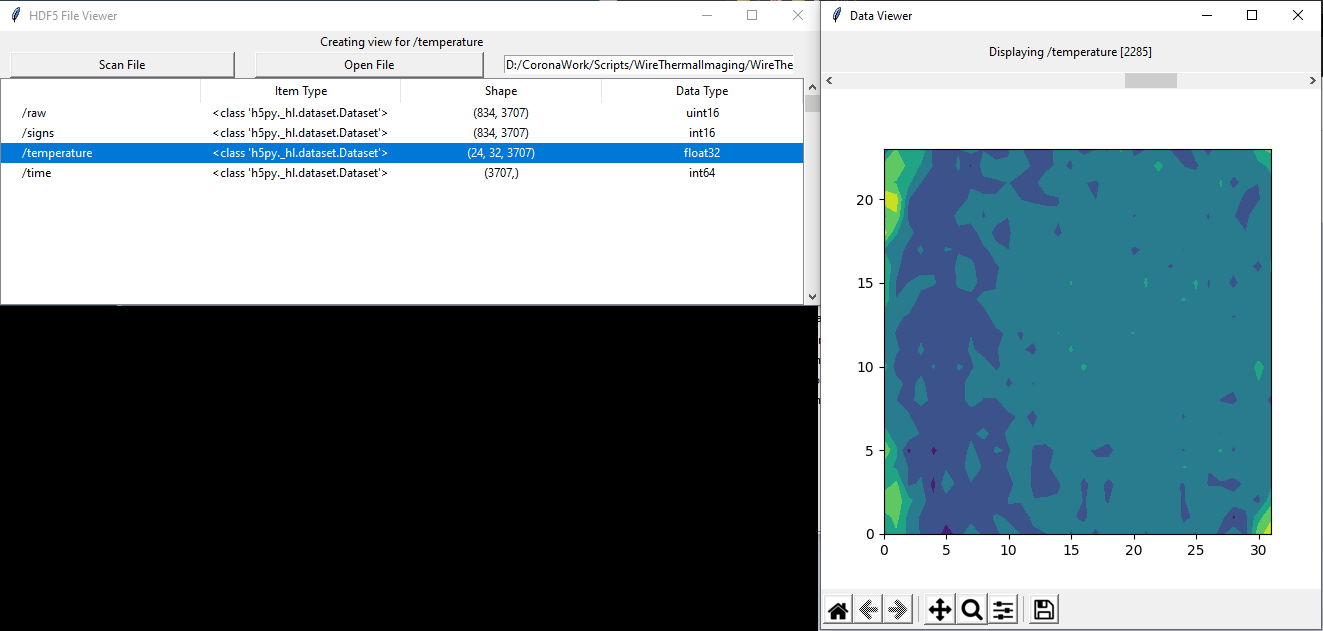 HDF5 File Viewer
Creating view for /temperature
Scan File
Open File
D:/CoronaWork/Scripts/WireThermalImaging/WireThe
Item Type
Shape
Data Type
/raw
<class 'h5py._hl.dataset.Dataset'>
(834, 3707)
uint16
/signs
<class 'h5py._hl.dataset.Dataset'>
(834, 3707)
int16
/temperature
<class 'h5py._hl.dataset.Dataset'>
(24, 32, 3707)
float32
/time
<class 'h5py._hl.dataset.Dataset'>
(3707,)
int64
Data Viewer
Displaying /temperature [2285]
20
15
10
5
0
0
5
10
15
20
25
30